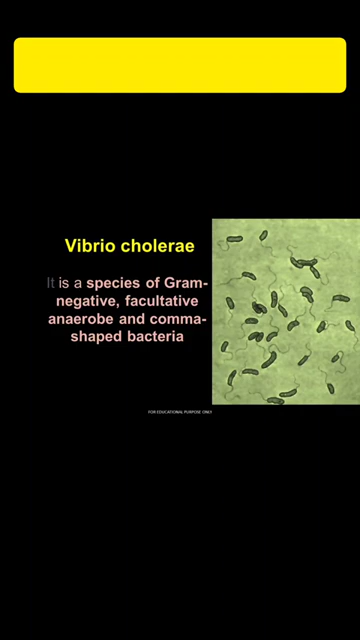 Vibrio cholerae
It is a species of Gram-
negative, facultative
anaerobe and comma-
shaped bacteria
FOR EDUCATIONAL PURPOSE ONLY